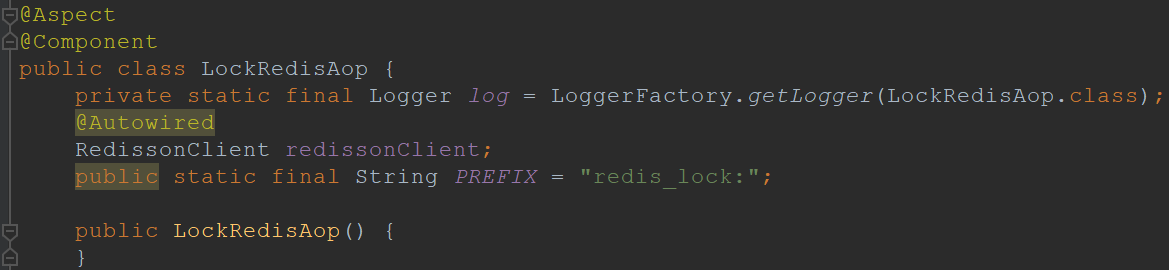 @Aspect
@Component
public class LockRedisAop {
    private static final Logger log = LoggerFactory.getLogger(LockRedisAop.class);
    @Autowired
    RedissonClient redissonClient;
    public static final String PREFIX = "redis_lock:";

    public LockRedisAop() {
    }